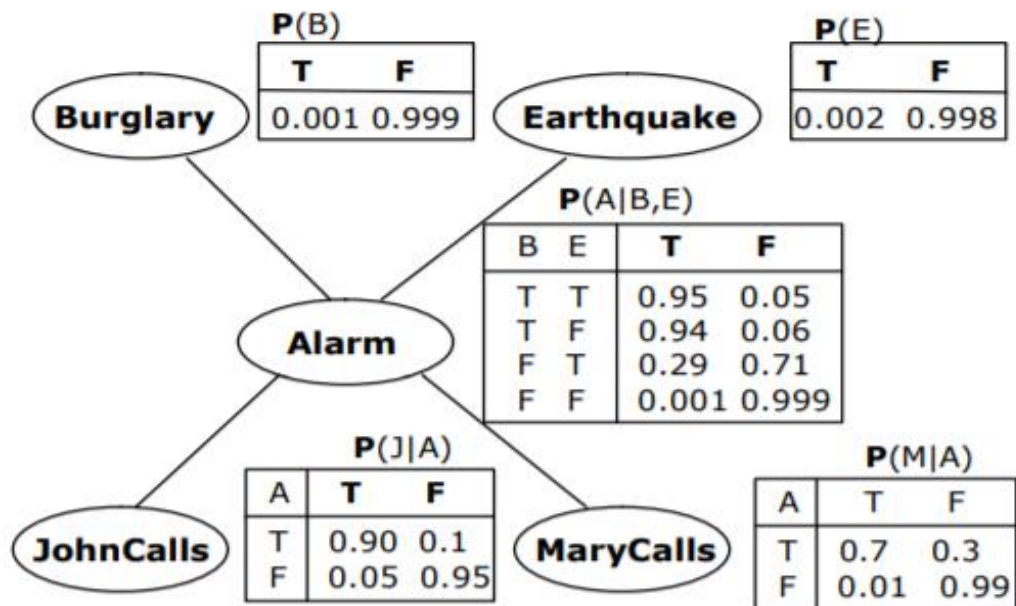 P(B)
T F
0.001 0.999
P(E)
T F
0.002 0.998
Burglary
Earthquake
P(A|B,E)
B E T F
T T 0.95 0.05
T F 0.94 0.06
F T 0.29 0.71
F F 0.001 0.999
Alarm
P(J|A)
A T F
T 0.90 0.1
F 0.05 0.95
P(M|A)
A T F
T 0.7 0.3
F 0.01 0.99
JohnCalls
MaryCalls